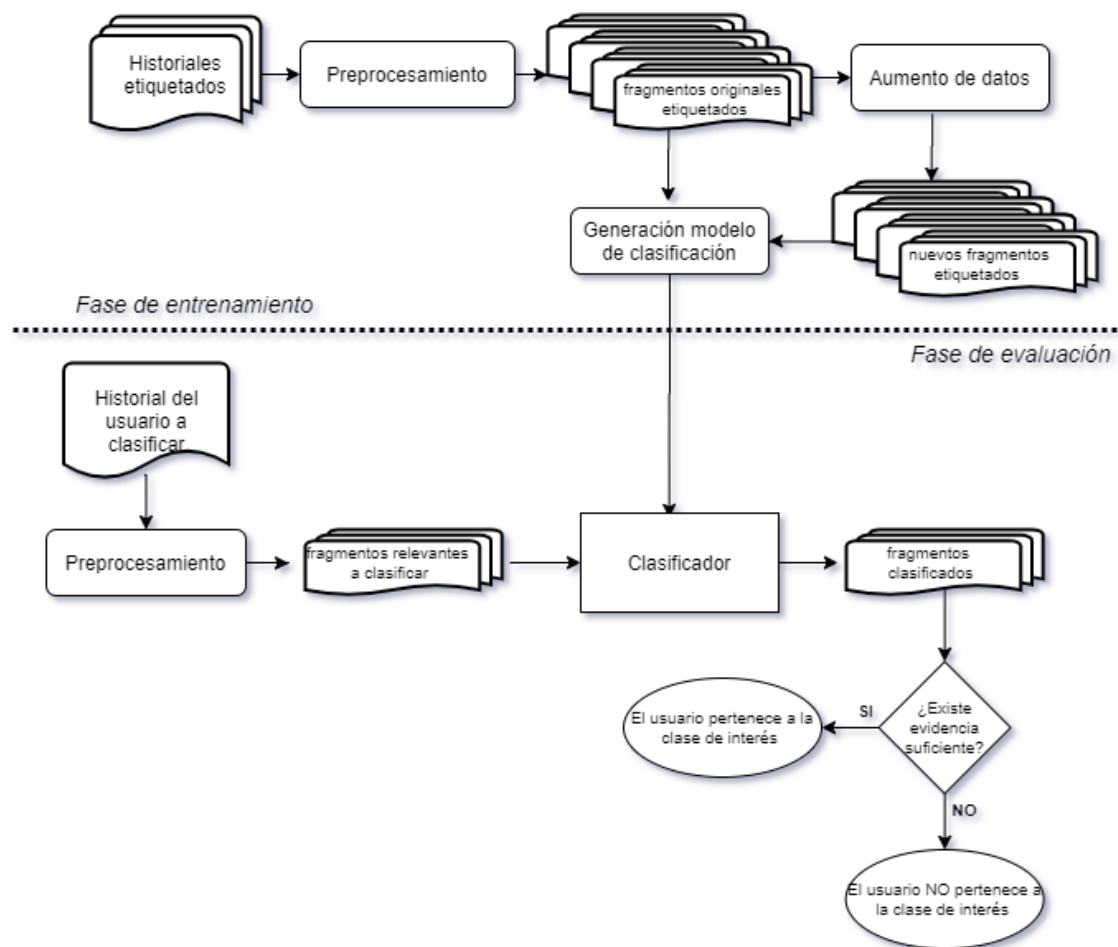 Historiales
etiquetados
Preprocesamiento
fragmentos originales
etiquetados
Aumento de datos
Generación modelo
de clasificación
nuevos fragmentos
etiquetados
Fase de entrenamiento
Fase de evaluación
Historial del
usuario a
clasificar
Preprocesamiento
fragmentos relevantes
a clasificar
Clasificador
fragmentos
clasificados
¿Existe
evidencia
suficiente?
SI
El usuario pertenece a la
clase de interés
NO
El usuario NO pertenece a
la clase de interés